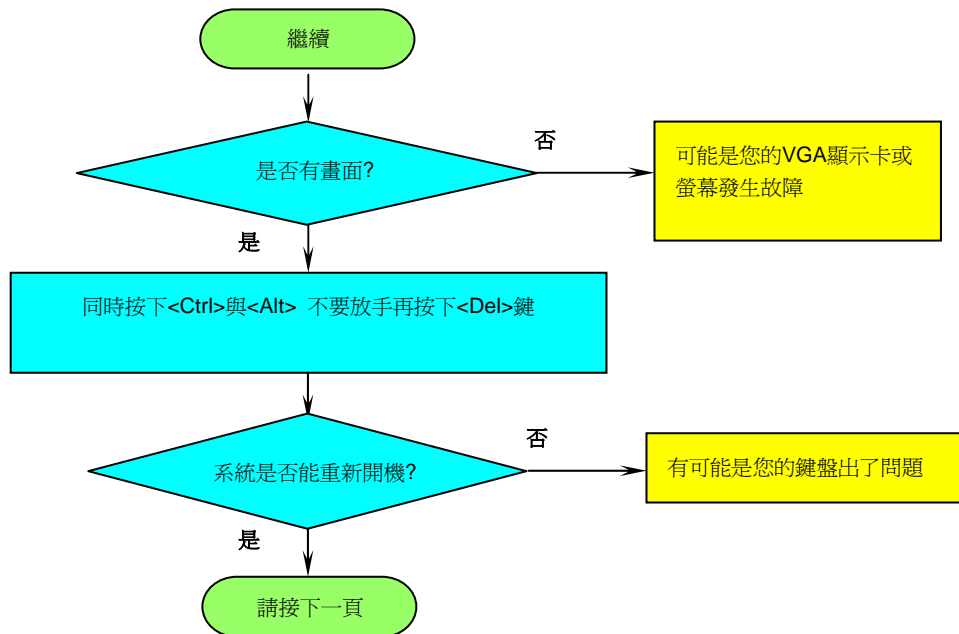 繼續
是否有畫面?
否
可能是您的VGA顯示卡或
螢幕發生故障
是
同時按下<Ctrl>與<Alt> 不要放手再按下<Del>鍵
系統是否能重新開機?
否
有可能是您的鍵盤出了問題
是
請接下一頁